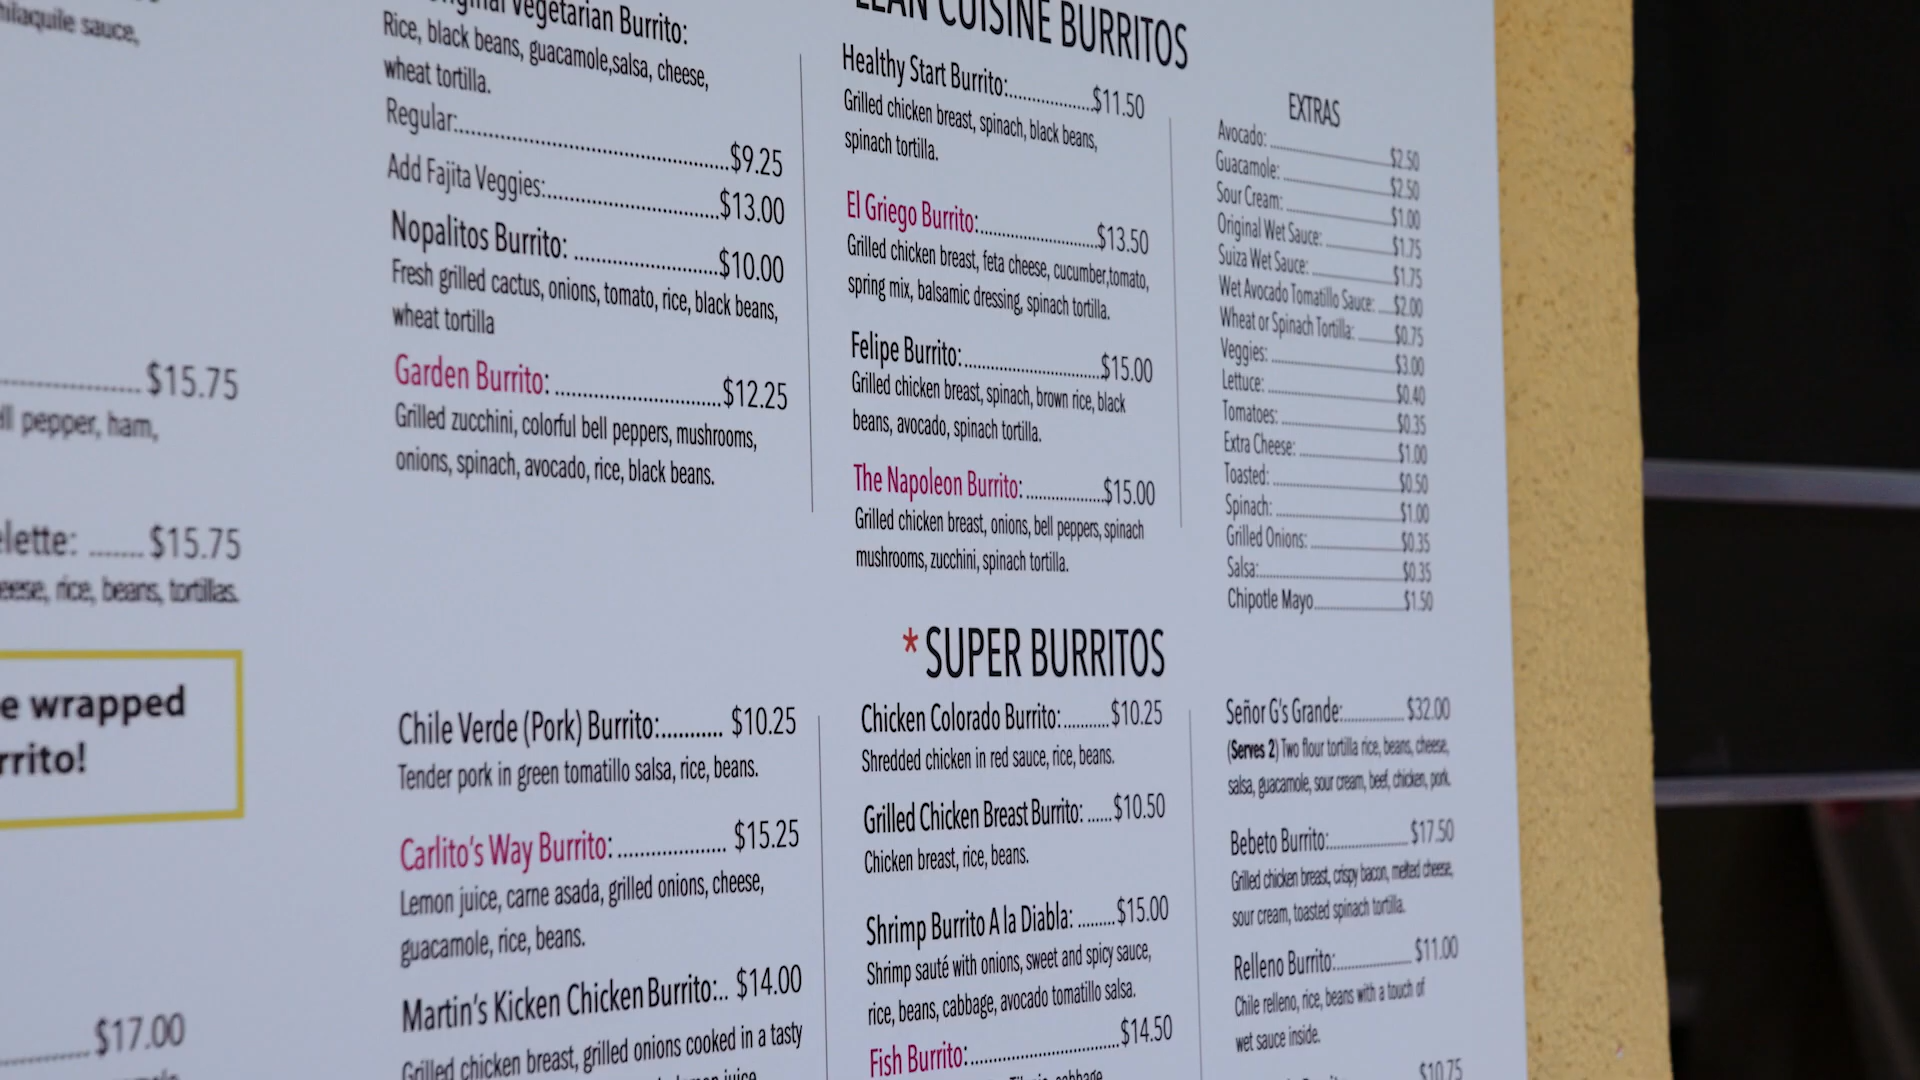 hilaquile sauce,
$15.75
ll pepper, ham,
elette: ....... $15.75
eese, rice, beans, tortillas.
e wrapped
rrito!
$17.00
Vegetarian Burrito:
Rice, black beans, guacamole,salsa, cheese,
wheat tortilla.
Regular:...........$9.25
Add Fajita Veggies:...........$13.00
Nopalitos Burrito: ...........$10.00
Fresh grilled cactus, onions, tomato, rice, black beans,
wheat tortilla
Garden Burrito: ...........$12.25
Grilled zucchini, colorful bell peppers, mushrooms,
onions, spinach, avocado, rice, black beans.
LEAN CUISINE BURRITOS
Healthy Start Burrito:...........$11.50
Grilled chicken breast, spinach, black beans,
spinach tortilla.
El Griego Burrito:...........$13.50
Grilled chicken breast, feta cheese, cucumber,tomato,
spring mix, balsamic dressing, spinach tortilla.
Felipe Burrito:...........$15.00
Grilled chicken breast, spinach, brown rice, black
beans, avocado, spinach tortilla.
The Napoleon Burrito: ...........$15.00
Grilled chicken breast, onions, bell peppers, spinach
mushrooms, zucchini, spinach tortilla.
EXTRAS
Avocado: ...........$2.50
Guacamole: ...........$2.50
Sour Cream: ...........$1.00
Original Wet Sauce: ...........$1.75
Suiza Wet Sauce: ...........$1.75
Wet Avocado Tomatillo Sauce: ....$2.00
Wheat or Spinach Tortilla: ........$0.75
Veggies: ...........$3.00
Lettuce: ...........$0.40
Tomatoes: ...........$0.35
Extra Cheese: ...........$1.00
Toasted: ...........$0.50
Spinach: ...........$1.00
Grilled Onions: ...........$0.35
Salsa:...........$0.35
Chipotle Mayo...........$1.50
*SUPER BURRITOS
Chile Verde (Pork) Burrito:........... $10.25
Tender pork in green tomatillo salsa, rice, beans.
Carlito's Way Burrito: ........... $15.25
Lemon juice, carne asada, grilled onions, cheese,
guacamole, rice, beans.
Martin's Kicken Chicken Burrito:.. $14.00
Grilled chicken breast, grilled onions cooked in a tasty
juice
Chicken Colorado Burrito:..........$10.25
Shredded chicken in red sauce, rice, beans.
Grilled Chicken Breast Burrito: ......$10.50
Chicken breast, rice, beans.
Shrimp Burrito A la Diabla: ........$15.00
Shrimp sauté with onions, sweet and spicy sauce,
rice, beans, cabbage, avocado tomatillo salsa.
Fish Burrito:...........$14.50
cabbage
Señor G's Grande:........... $32.00
(Serves 2) Two flour tortilla rice, beans, cheese,
salsa, guacamole, sour cream, beef, chicken, pork.
Bebeto Burrito:........... $17.50
Grilled chicken breast, crispy bacon, melted cheese,
sour cream, toasted spinach tortilla.
Relleno Burrito:........... $11.00
Chile relleno, rice, beans with a touch of
wet sauce inside.
$10.75